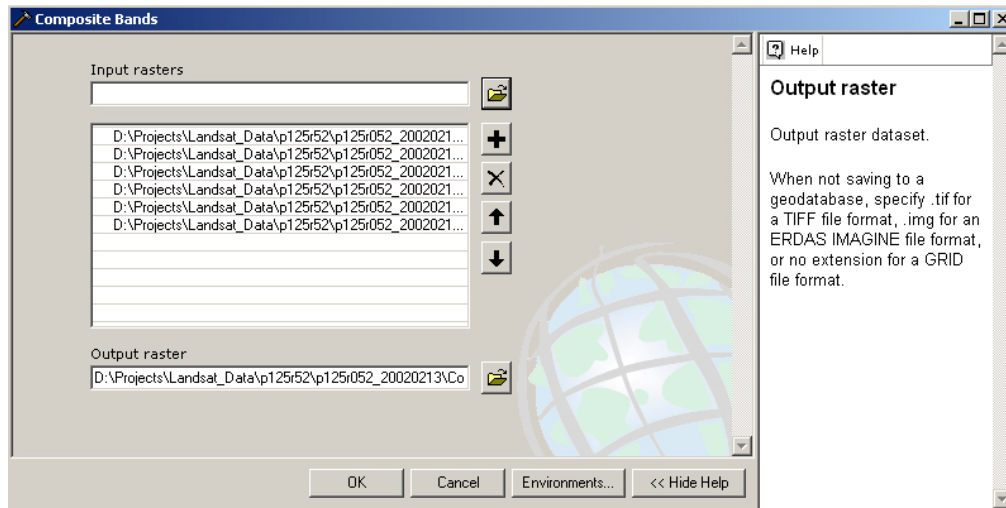 Composite Bands
Input rasters
D:\Projects\Landsat_Data\p125r52\p125r052_2002021...
D:\Projects\Landsat_Data\p125r52\p125r052_2002021...
D:\Projects\Landsat_Data\p125r52\p125r052_2002021...
D:\Projects\Landsat_Data\p125r52\p125r052_2002021...
D:\Projects\Landsat_Data\p125r52\p125r052_2002021...
D:\Projects\Landsat_Data\p125r52\p125r052_2002021...
Output raster
D:\Projects\Landsat_Data\p125r52\p125r052_20020213\Co
OK
Cancel
Environments...
<< Hide Help
Help
Output raster
Output raster dataset.
When not saving to a
geodatabase, specify .tif for
a TIFF file format, .img for an
ERDAS IMAGINE file format,
or no extension for a GRID
file format.